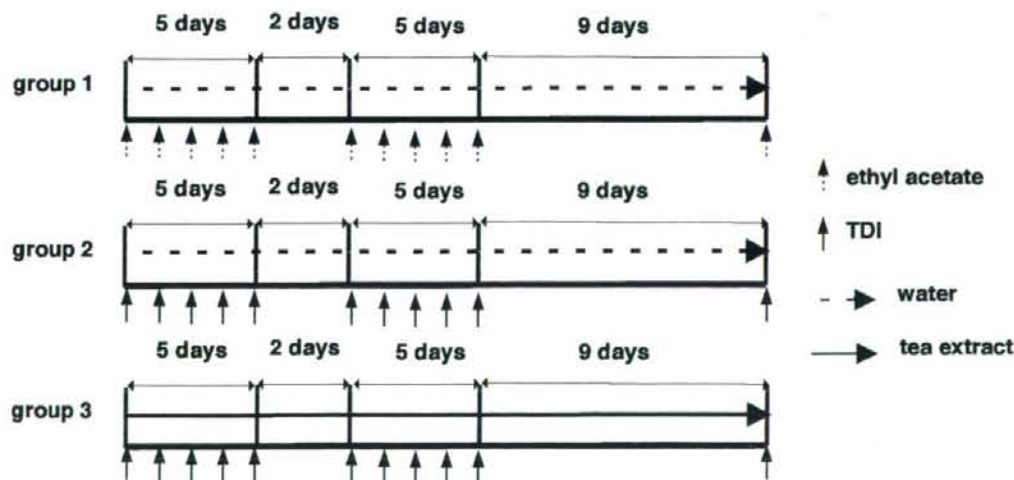 5 days 2 days 5 days 9 days
group 1
5 days 2 days 5 days 9 days
ethyl acetate
TDI
group 2
water
5 days 2 days 5 days 9 days
tea extract
group 3